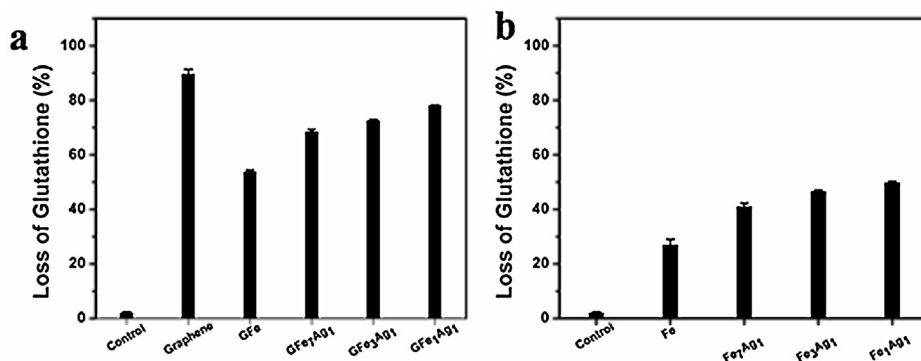 a
Loss of Glutathione (%)
100
80
60
40
20
0
Control
Graphene
GFe
GFe7Ag1
GFe3Ag1
GFe1Ag1
b
Loss of Glutathione (%)
100
80
60
40
20
0
Control
Fe
Fe7Ag1
Fe3Ag1
Fe1Ag1